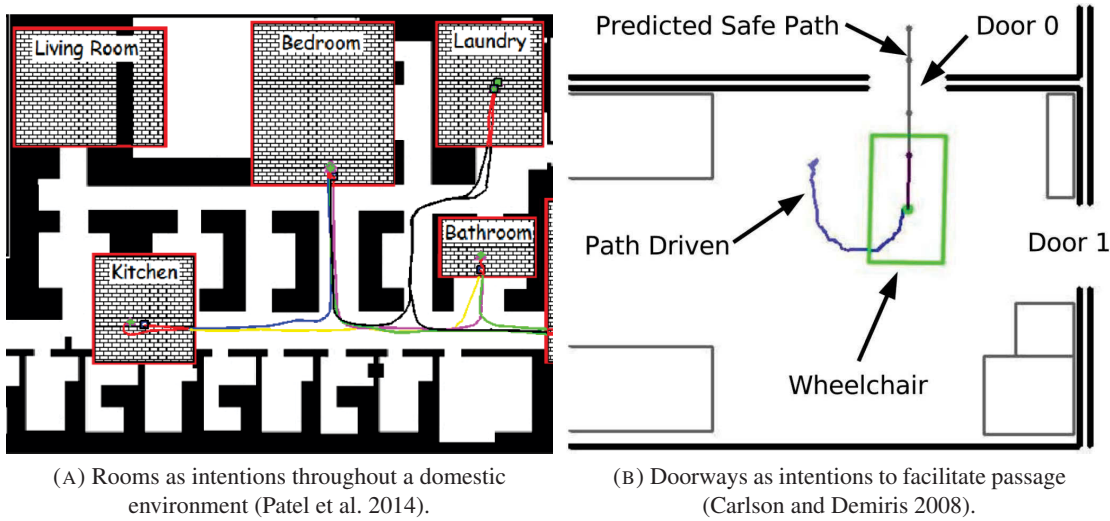 Living Room
Bedroom
Laundry
Bathroom
Kitchen
Predicted Safe Path
Door 0
Path Driven
Door 1
Wheelchair
(A) Rooms as intentions throughout a domestic
environment (Patel et al. 2014).
(B) Doorways as intentions to facilitate passage
(Carlson and Demiris 2008).